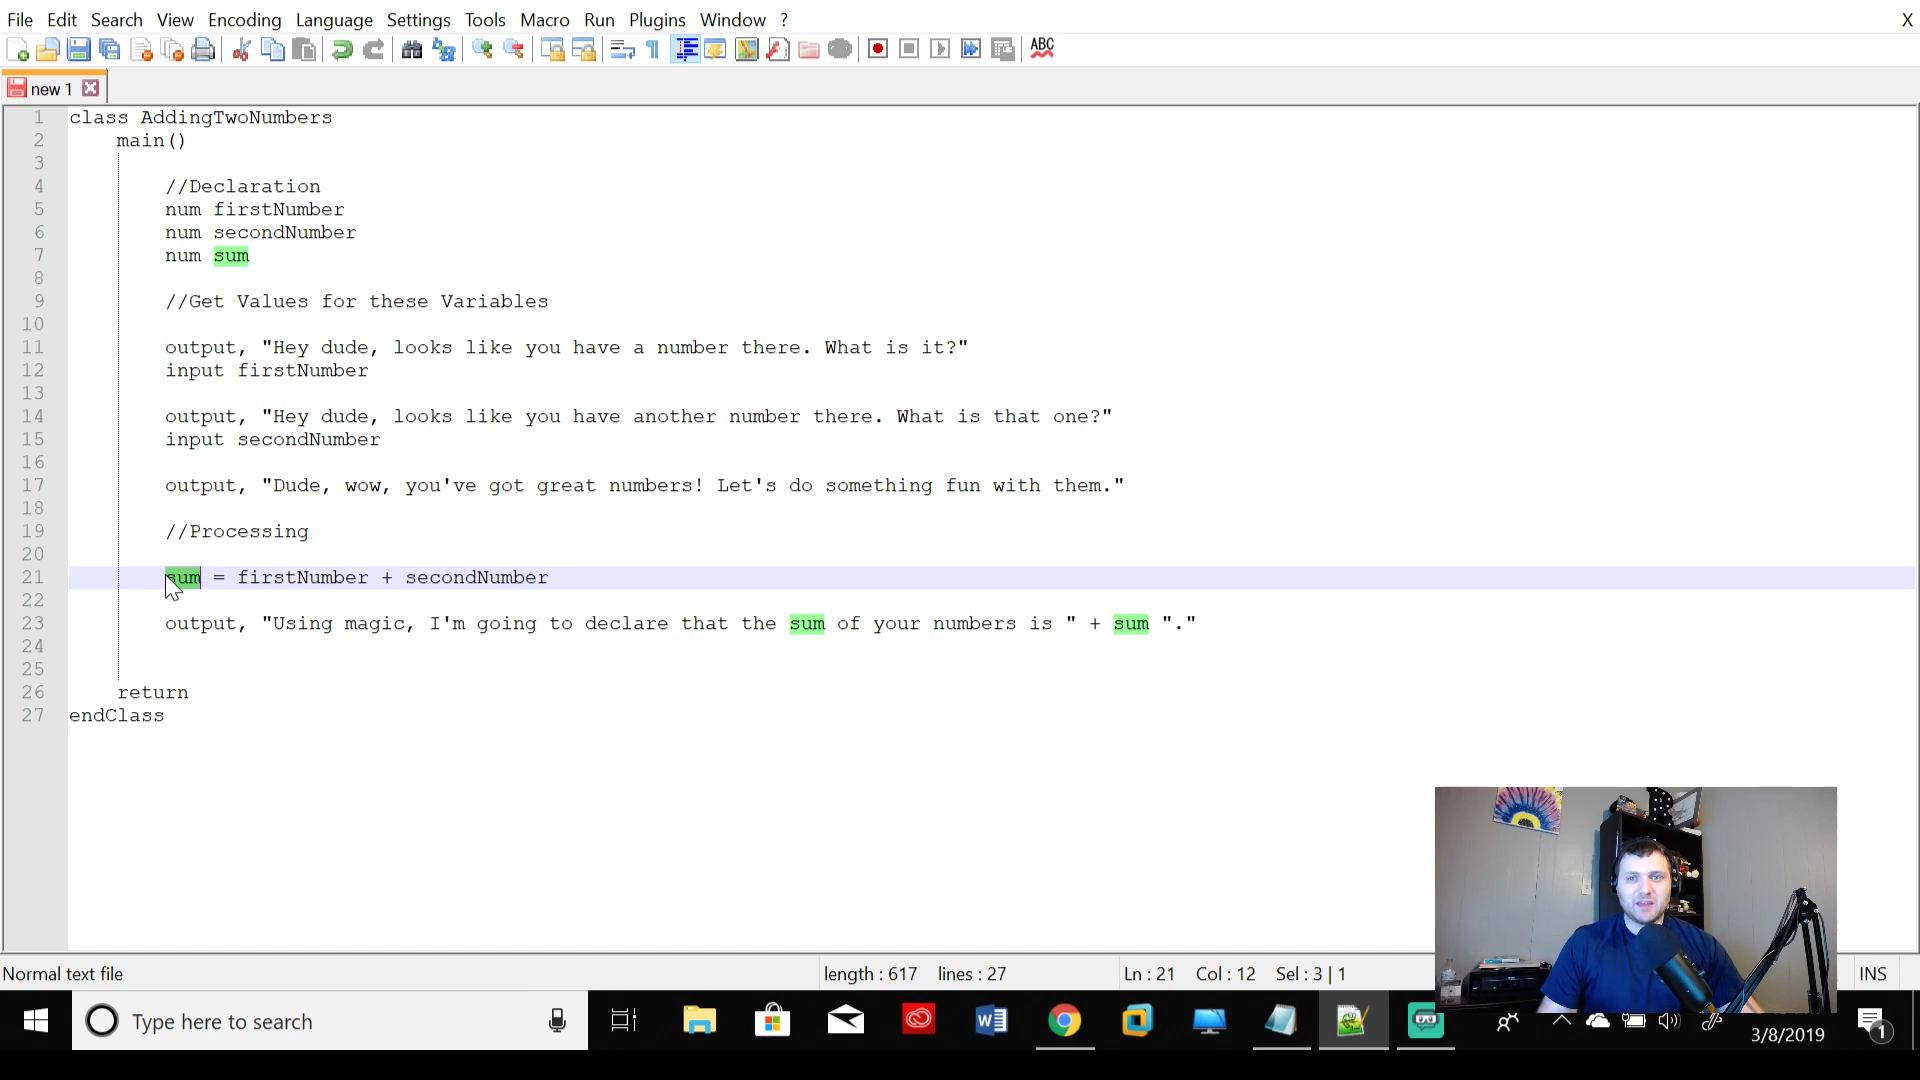 File Edit Search View Encoding Language Settings Tools Macro Run Plugins Window ? X
ABC
new 1
1 class AddingTwoNumbers
2 main()
3
4 //Declaration
5 num firstNumber
6 num secondNumber
7 num sum
8
9 //Get Values for these Variables
10
11 output, "Hey dude, looks like you have a number there. What is it?"
12 input firstNumber
13
14 output, "Hey dude, looks like you have another number there. What is that one?"
15 input secondNumber
16
17 output, "Dude, wow, you've got great numbers! Let's do something fun with them."
18
19 //Processing
20
21 sum = firstNumber + secondNumber
22
23 output, "Using magic, I'm going to declare that the sum of your numbers is " + sum "."
24
25
26 return
27 endClass
Normal text file length : 617 lines : 27 Ln : 21 Col : 12 Sel : 3 | 1 INS
Type here to search
3/8/2019
1